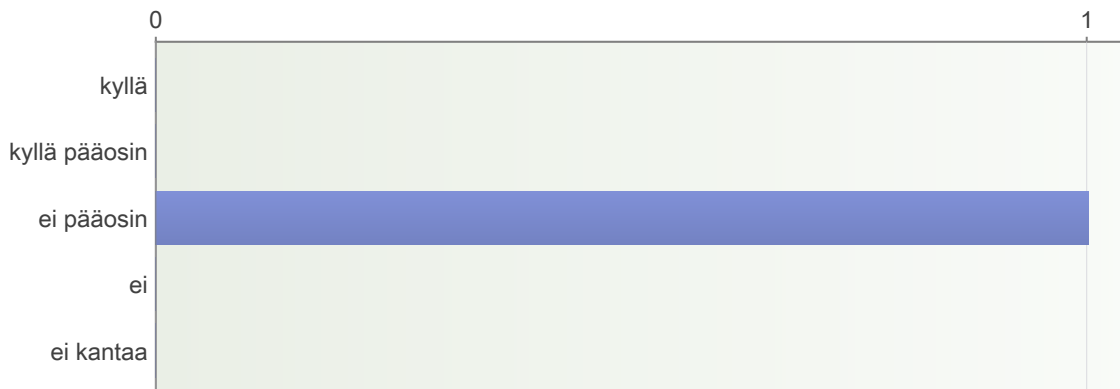 0 1
kyllä
kyllä pääosin
ei pääosin
ei
ei kantaa